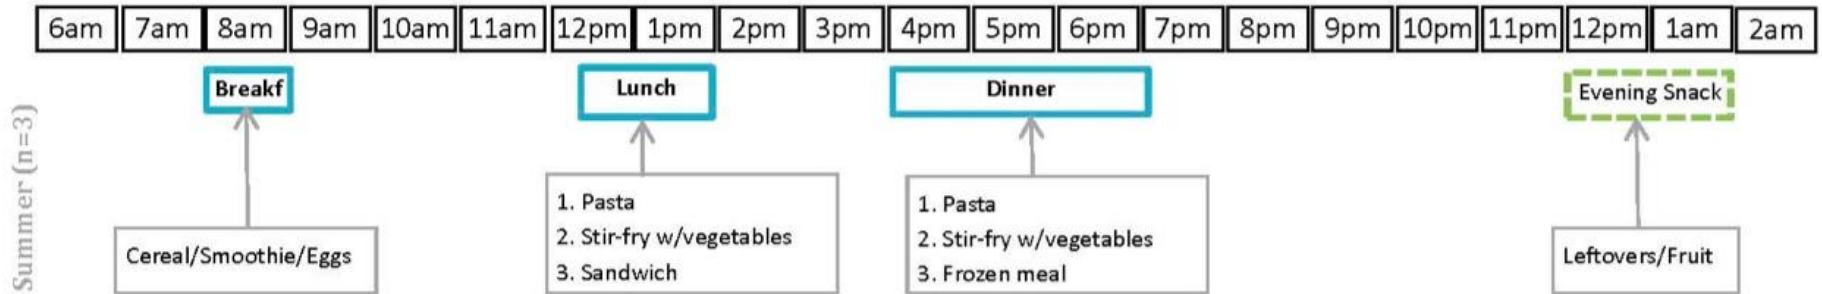 6am 7am 8am 9am 10am 11am 12pm 1pm 2pm 3pm 4pm 5pm 6pm 7pm 8pm 9pm 10pm 11pm 12pm 1am 2am
Breakf Lunch Dinner Evening Snack
Summer (n=3)
Cereal/Smoothie/Eggs
1. Pasta
2. Stir-fry w/vegetables
3. Sandwich
1. Pasta
2. Stir-fry w/vegetables
3. Frozen meal
Leftovers/Fruit